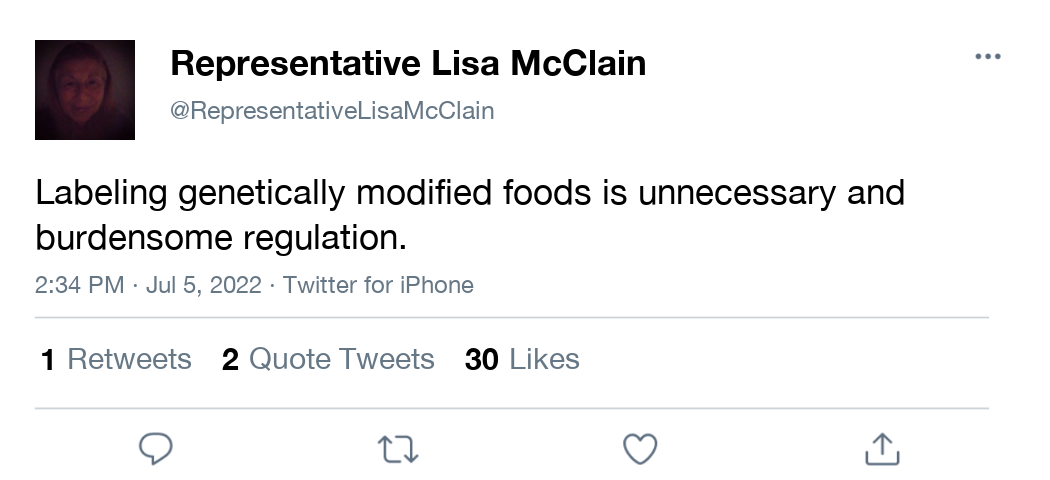 Representative Lisa McClain
@RepresentativeLisaMcClain
Labeling genetically modified foods is unnecessary and
burdensome regulation.
2:34 PM · Jul 5, 2022 · Twitter for iPhone
1 Retweets 2 Quote Tweets 30 Likes